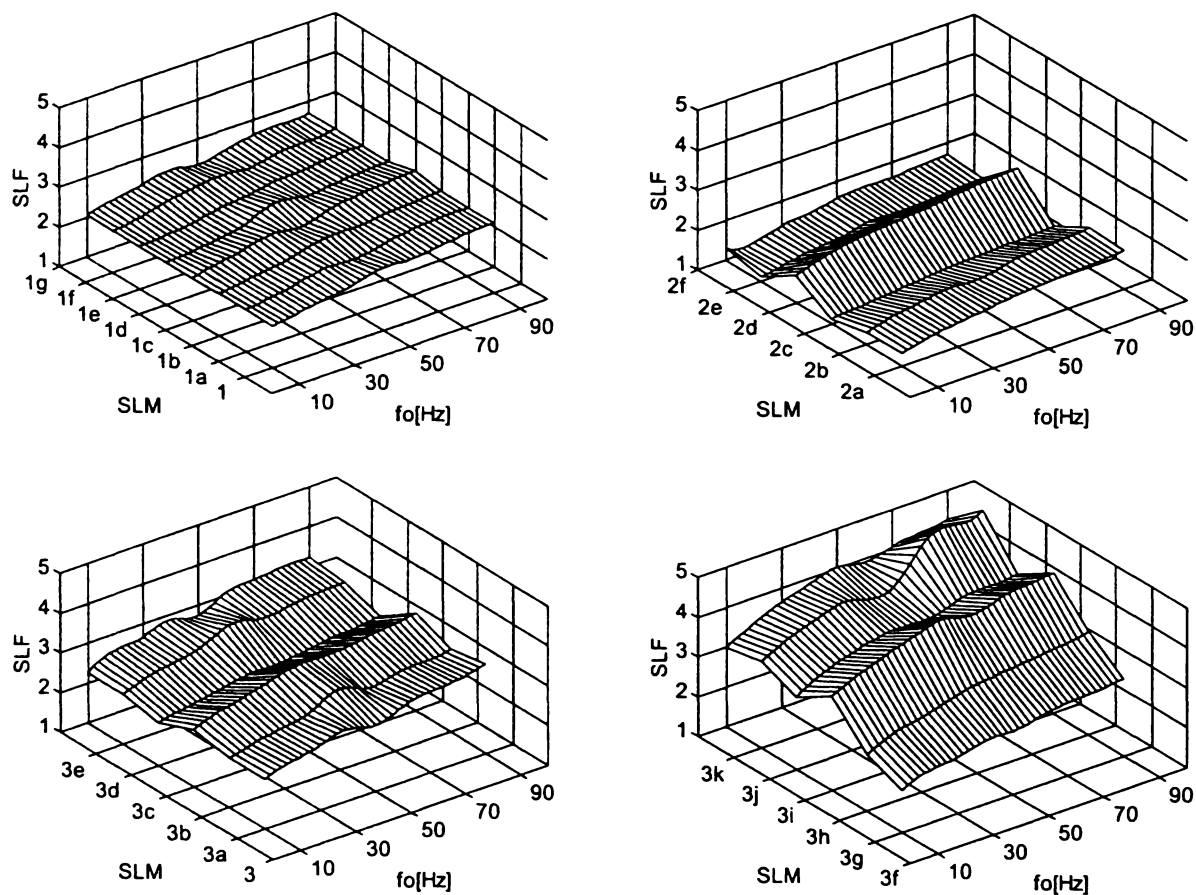 5
4
3
2
1
SLF
1g
1f
1e
1d
1c
1b
1a
1
SLM
10
30
50
70
90
fo[Hz]
5
4
3
2
1
SLF
2f
2e
2d
2c
2b
2a
SLM
10
30
50
70
90
fo[Hz]
5
4
3
2
1
SLF
3e
3d
3c
3b
3a
3
SLM
10
30
50
70
90
fo[Hz]
5
4
3
2
1
SLF
3k
3j
3i
3h
3g
3f
SLM
10
30
50
70
90
fo[Hz]